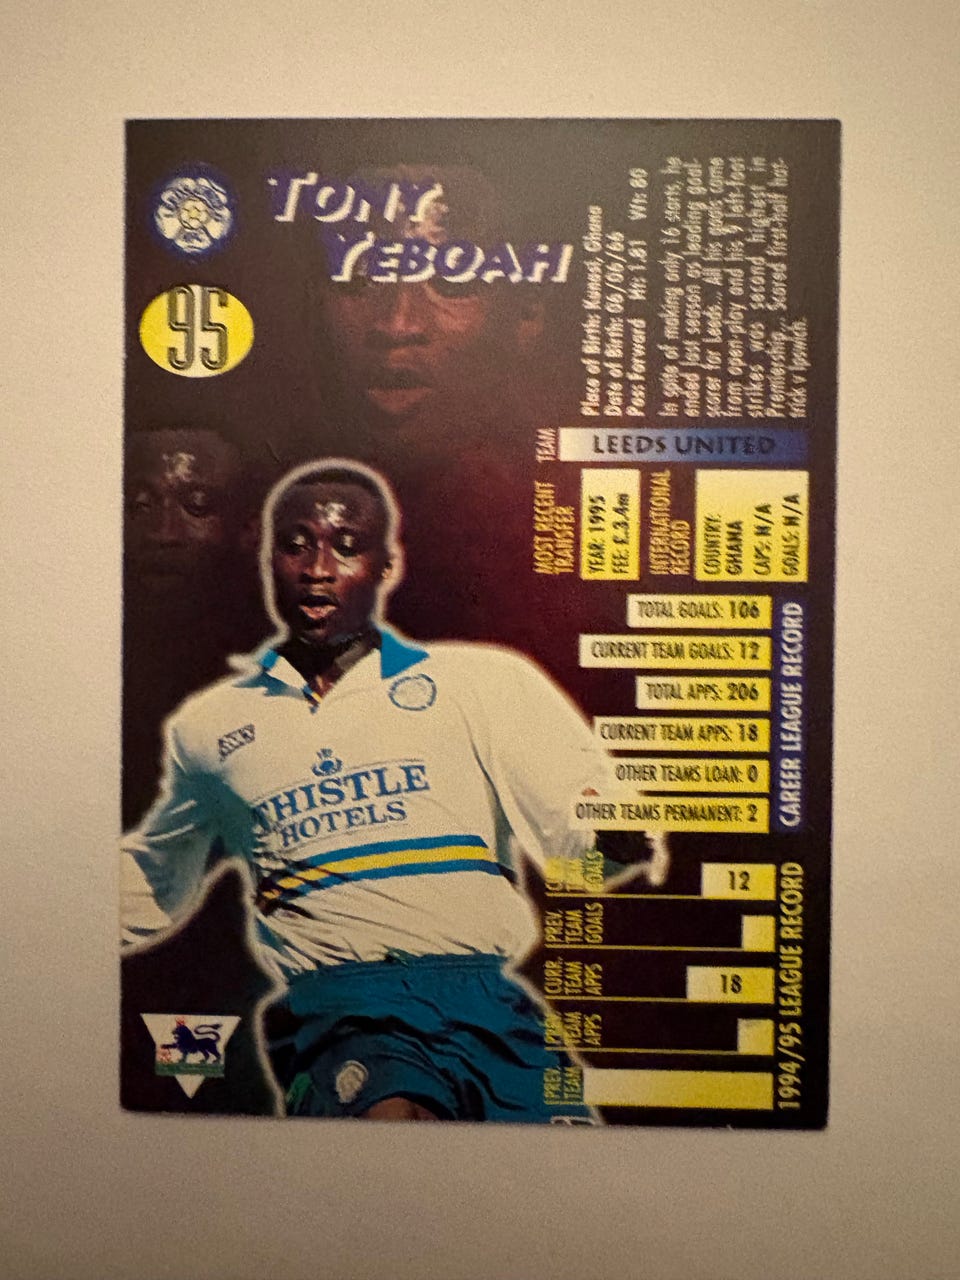 TONY
YEBOAH
95
Place of Birth: Kumasi, Ghana
Date of Birth: 06/06/66
Pos: Forward Ht: 1.81 Wt: 80
In spite of making only 16 starts, he
ended last season as leading goal-
scorer for Leeds... All his goals came
from open-play and his 9 left-foot
strikes was second highest in
Premiership... Scored first-half hat-
trick v Ipswich.
TEAM
LEEDS UNITED
MOST RECENT
TRANSFER
YEAR: 1995
FEE: £3.4m
INTERNATIONAL
RECORD
COUNTRY:
GHANA
CAPS: N/A
GOALS: N/A
TOTAL GOALS: 106
CURRENT TEAM GOALS: 12
TOTAL APPS: 206
CURRENT TEAM APPS: 18
OTHER TEAMS LOAN: 0
OTHER TEAMS PERMANENT: 2
CAREER LEAGUE RECORD
THISTLE
HOTELS
CURR.
TEAM
GOALS
12
PREV.
TEAM
GOALS
CURR.
TEAM
APPS
18
PREV.
TEAM
APPS
PREV.
TEAM
1994/95 LEAGUE RECORD